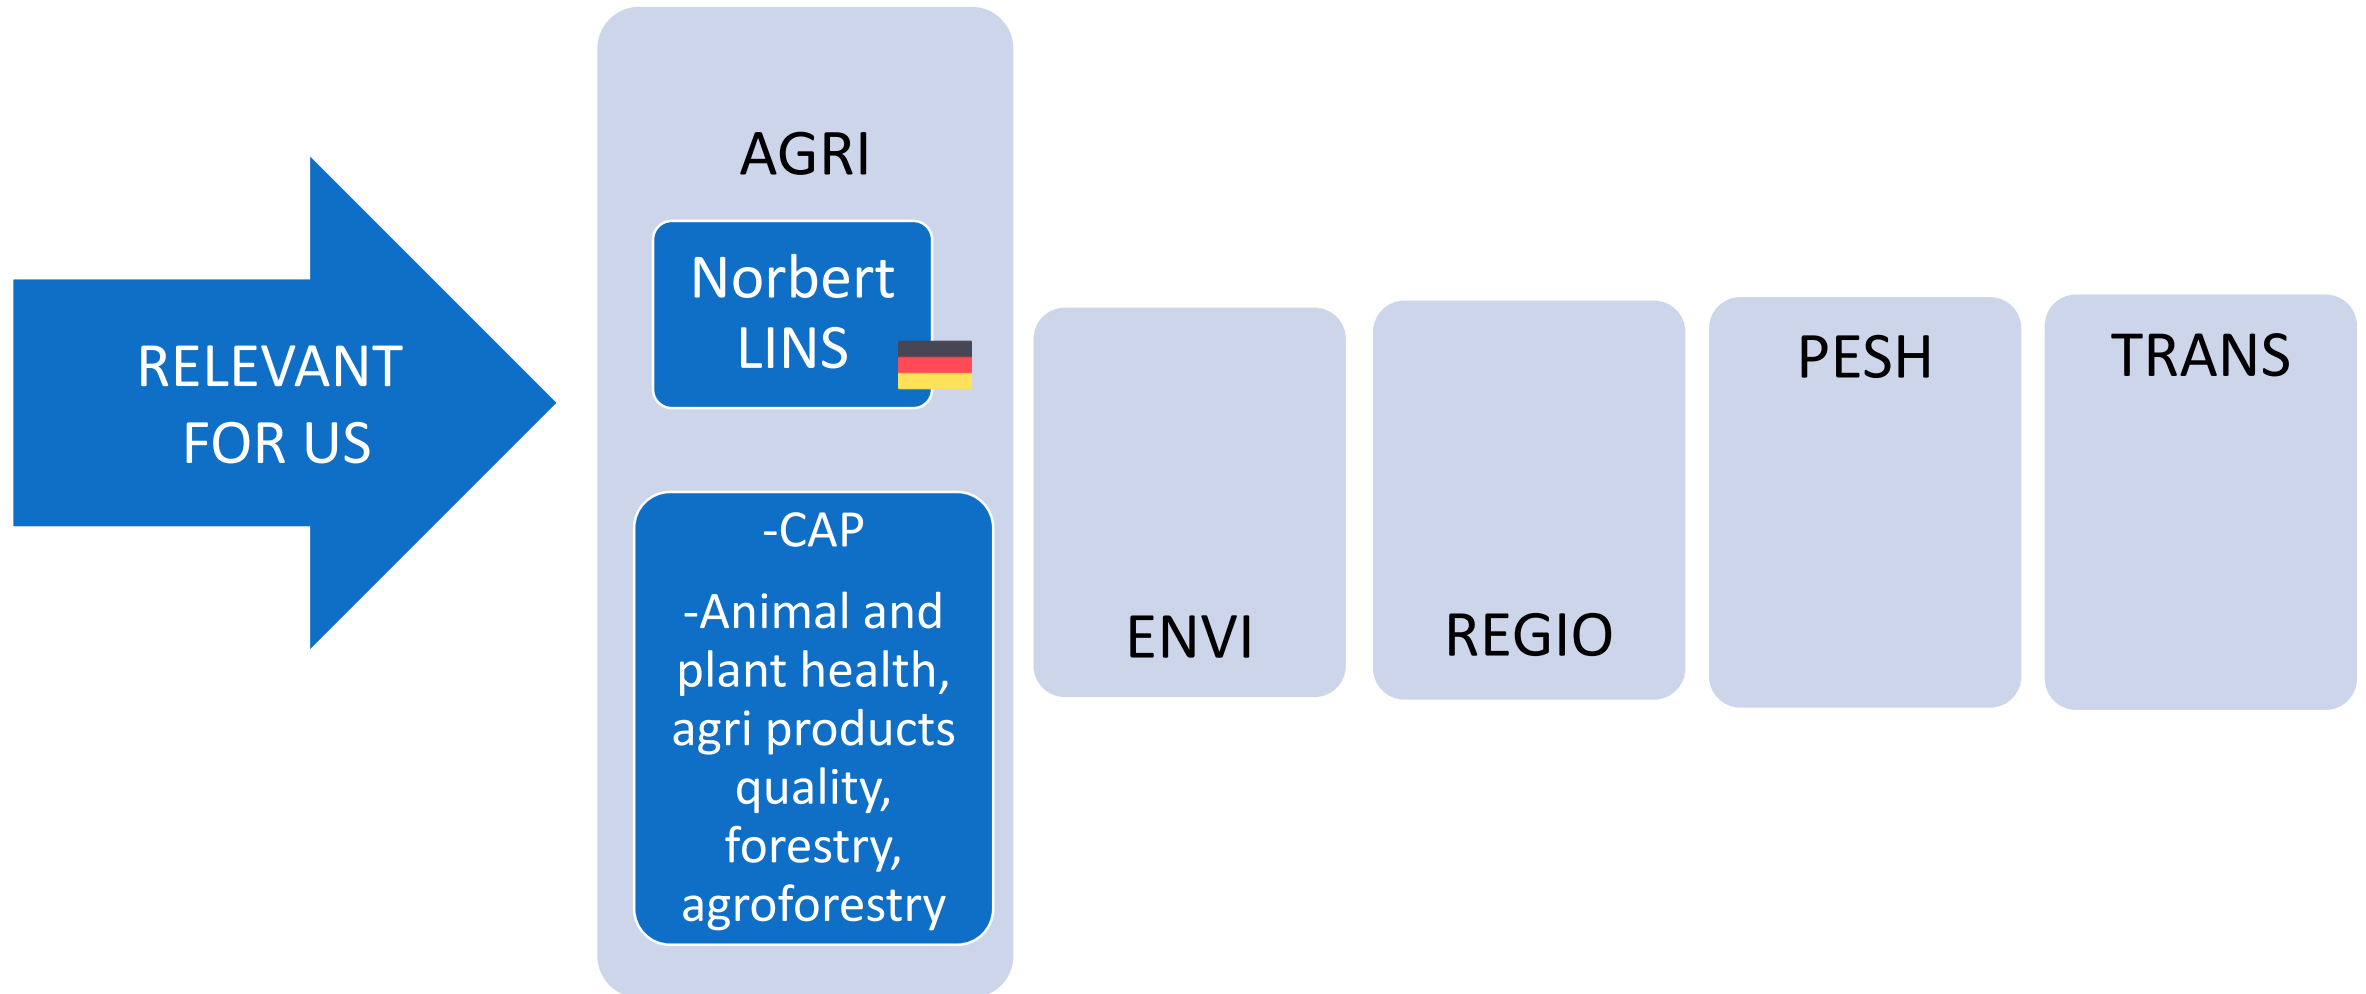 RELEVANT
FOR US
AGRI
Norbert
LINS
-CAP
-Animal and
plant health,
agri products
quality,
forestry,
agroforestry
ENVI
REGIO
PESH
TRANS